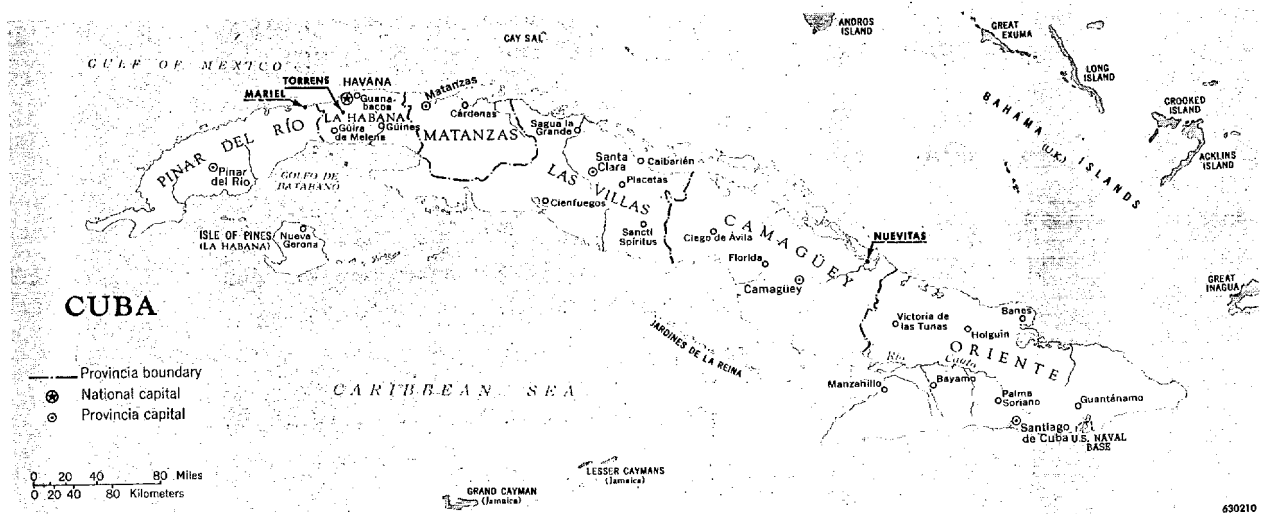 ANDROS
ISLAND
GREAT
EXUMA
CAY SAL
GULF OF MEXICO
LONG
ISLAND
TORRENS
HAVANA
MARIEL
Guana-
bacoa
Matanzas
Cárdenas
CROOKED
ISLAND
BAHAMA ISLANDS
(U.K.)
ACKLINS
ISLAND
LA HABANA
Güira
de Melena
Güines
MATANZAS
Sagua la
Grande
PINAR DEL RÍO
Pinar
del Río
GOLFO DE
BATABANÓ
Santa
Clara
Caibarién
Placetas
LAS VILLAS
Cienfuegos
Sancti
Spíritus
ISLE OF PINES
(LA HABANA)
Nueva
Gerona
CAMAGÜEY
Ciego de Ávila
NUEVITAS
Florida
Camagüey
GREAT
INAGUA
CUBA
Victoria de
las Tunas
Banes
Holguín
JARDINES DE LA REINA
ORIENTE
Río Cauto
Provincia boundary
National capital
Provincia capital
CARIBBEAN SEA
Manzanillo
Bayamo
Palma
Soriano
Guantánamo
Santiago
de Cuba
U.S. NAVAL
BASE
0 20 40 80 Miles
0 20 40 80 Kilometers
LESSER CAYMANS
(Jamaica)
GRAND CAYMAN
(Jamaica)
630210